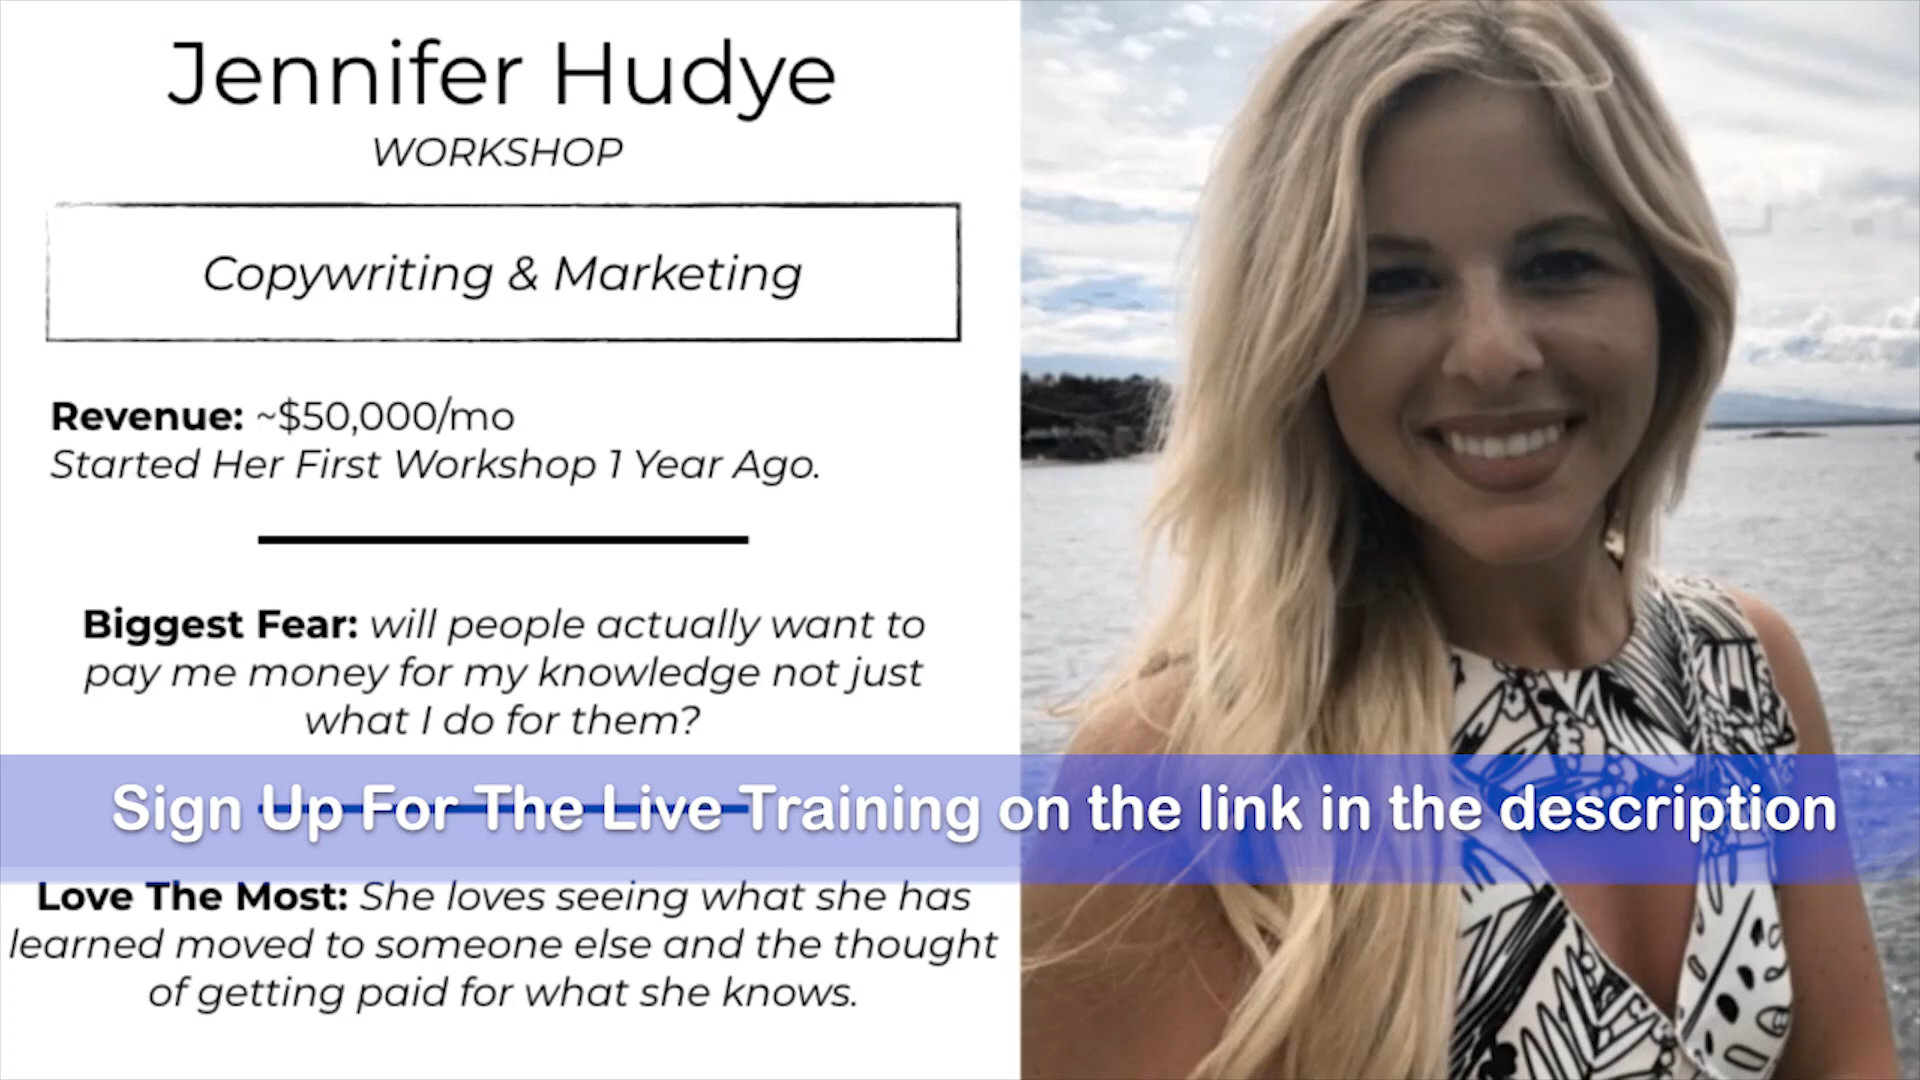 Jennifer Hudye
WORKSHOP
Copywriting & Marketing
Revenue: ~$50,000/mo
Started Her First Workshop 1 Year Ago.
Biggest Fear: will people actually want to
pay me money for my knowledge not just
what I do for them?
Sign Up For The Live Training on the link in the description
Love The Most: She loves seeing what she has
learned moved to someone else and the thought
of getting paid for what she knows.